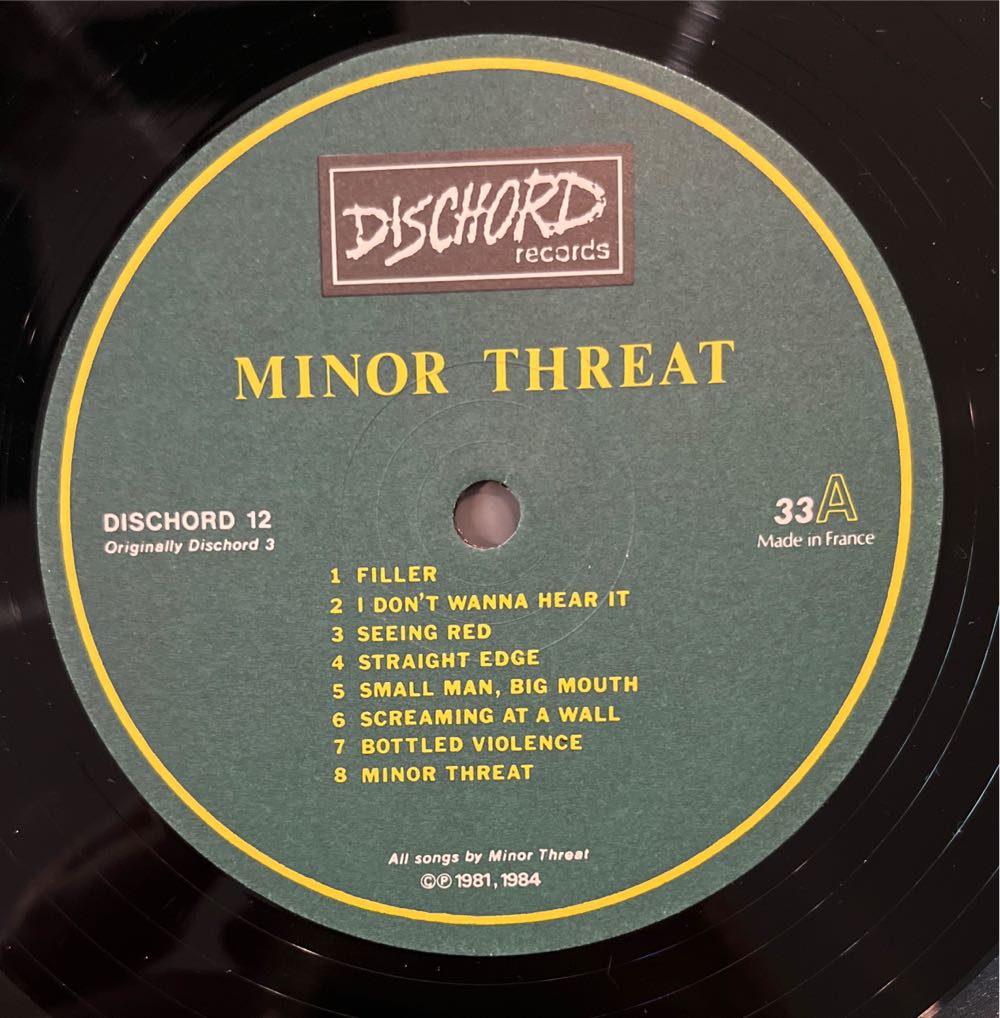 DISCHORD
records
MINOR THREAT
DISCHORD 12
Originally Dischord 3
33 A
Made in France
1 FILLER
2 I DON'T WANNA HEAR IT
3 SEEING RED
4 STRAIGHT EDGE
5 SMALL MAN, BIG MOUTH
6 SCREAMING AT A WALL
7 BOTTLED VIOLENCE
8 MINOR THREAT
All songs by Minor Threat
©℗ 1981, 1984